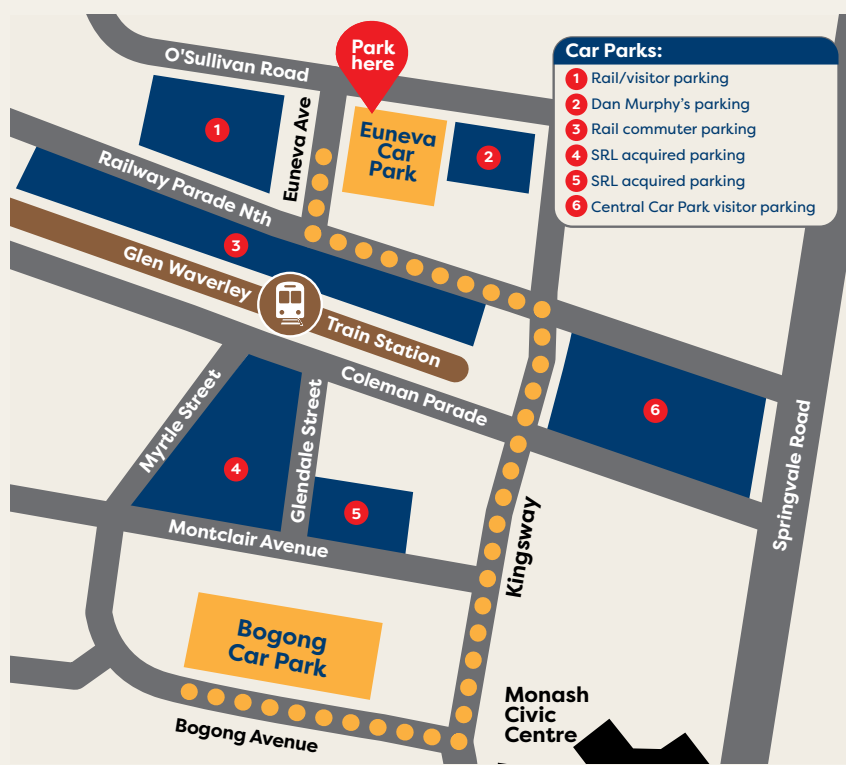 O'Sullivan Road
Park
here
Car Parks:
1 Rail/visitor parking
2 Dan Murphy's parking
3 Rail commuter parking
4 SRL acquired parking
5 SRL acquired parking
6 Central Car Park visitor parking
1
Euneva Ave
Euneva
Car
Park
2
Railway Parade Nth
3
Glen Waverley
Train Station
Coleman Parade
6
Springvale Road
Myrtle Street
Glendale Street
4
5
Montclair Avenue
Kingsway
Bogong
Car Park
Bogong Avenue
Monash
Civic
Centre